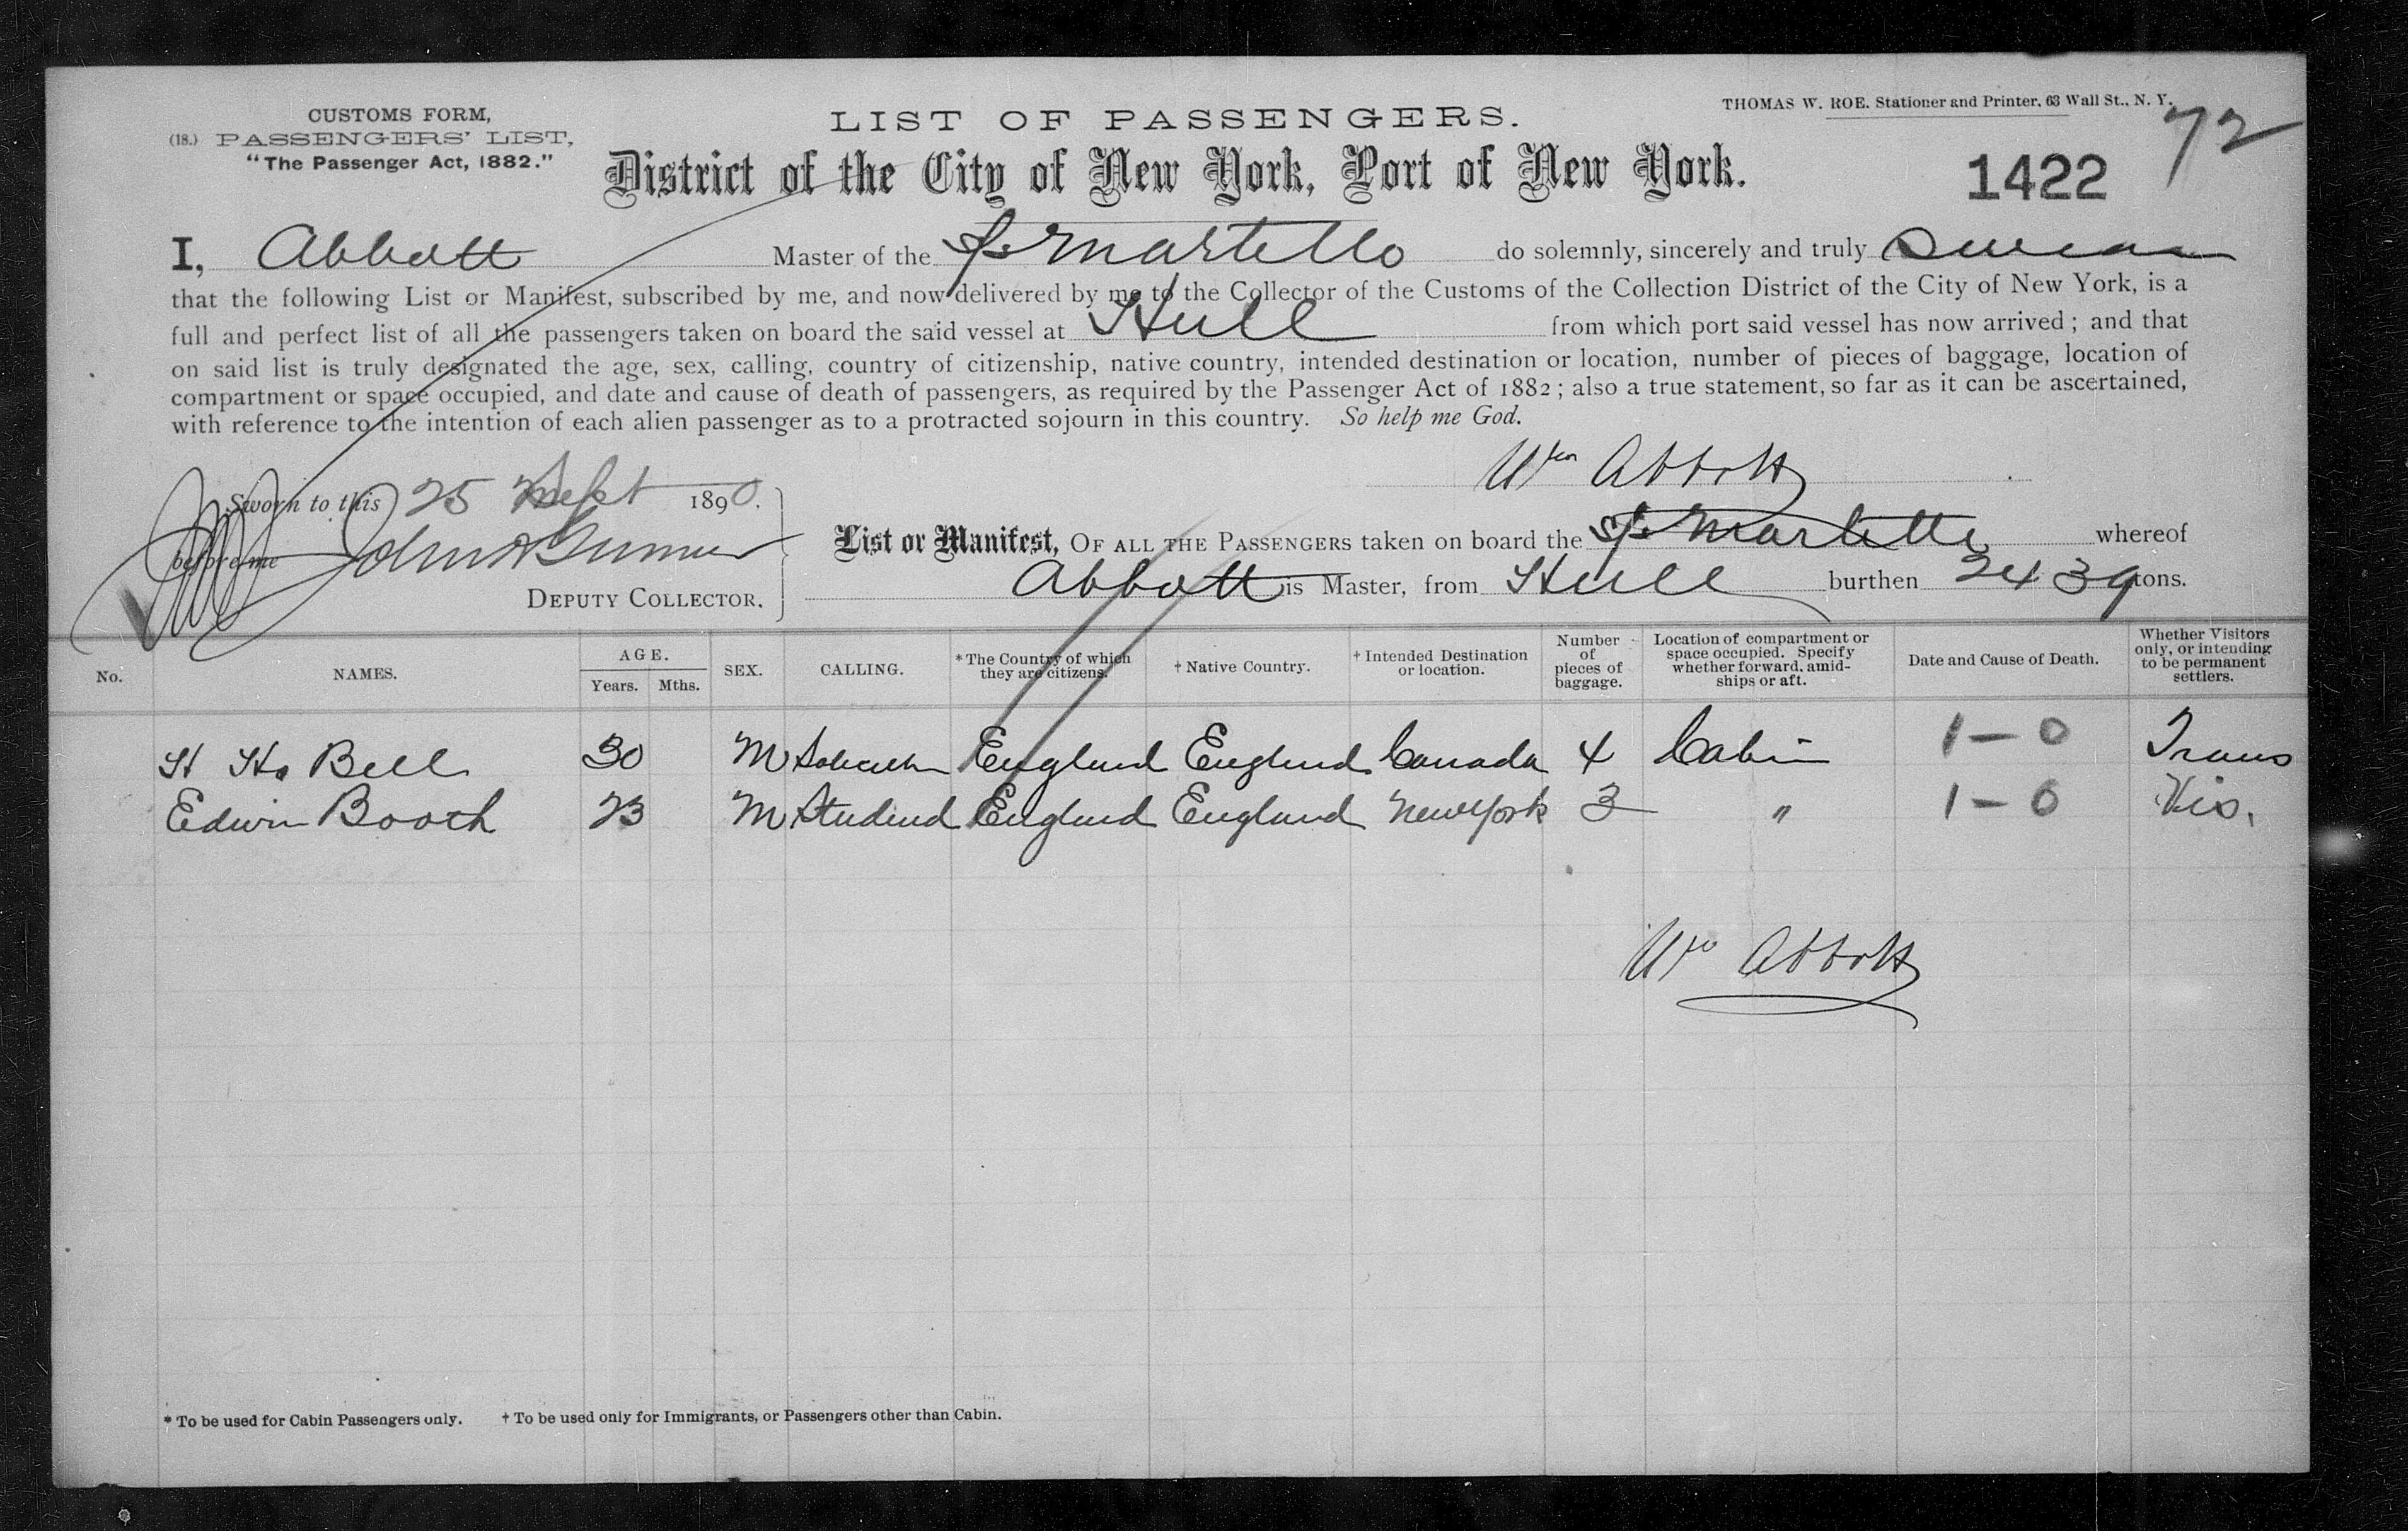 CUSTOMS FORM,
(18.) PASSENGERS' LIST,
"The Passenger Act, 1882."
LIST OF PASSENGERS.
THOMAS W. ROE. Stationer and Printer, 63 Wall St., N. Y.
72
District of the City of New York, Port of New York.
1422
I, Abbott Master of the Martello do solemnly, sincerely and truly swear
that the following List or Manifest, subscribed by me, and now delivered by me to the Collector of the Customs of the Collection District of the City of New York, is a
full and perfect list of all the passengers taken on board the said vessel at Hull from which port said vessel has now arrived; and that
on said list is truly designated the age, sex, calling, country of citizenship, native country, intended destination or location, number of pieces of baggage, location of
compartment or space occupied, and date and cause of death of passengers, as required by the Passenger Act of 1882; also a true statement, so far as it can be ascertained,
with reference to the intention of each alien passenger as to a protracted sojourn in this country. So help me God.
Wm Abbott
Sworn to this 25 Sept 1890.
before me John
DEPUTY COLLECTOR.
List or Manifest, OF ALL THE PASSENGERS taken on board the Martello whereof
Abbott is Master, from Hull burthen 2439 tons.
No. NAMES. AGE. Years. Mths. SEX. CALLING. *The Country of which they are citizens. †Native Country. †Intended Destination or location. Number of pieces of baggage. Location of compartment or space occupied. Specify whether forward, amidships or aft. Date and Cause of Death. Whether Visitors only, or intending to be permanent settlers.
H Hs Bell 30 M Solicitor England England Canada 4 Cabin 1-0 Trans
Edwin Booth 23 M Student England England New York 3 " 1-0 Vis.
Wm Abbott
* To be used for Cabin Passengers only. † To be used only for Immigrants, or Passengers other than Cabin.